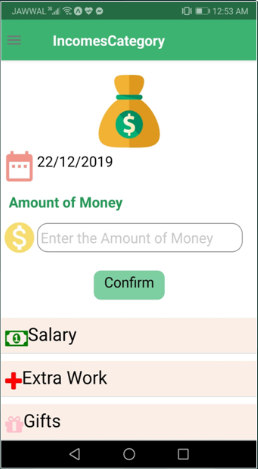 JAWWAL 12:53 AM
IncomesCategory
$
22/12/2019
Amount of Money
$ Enter the Amount of Money
Confirm
1 Salary
Extra Work
Gifts